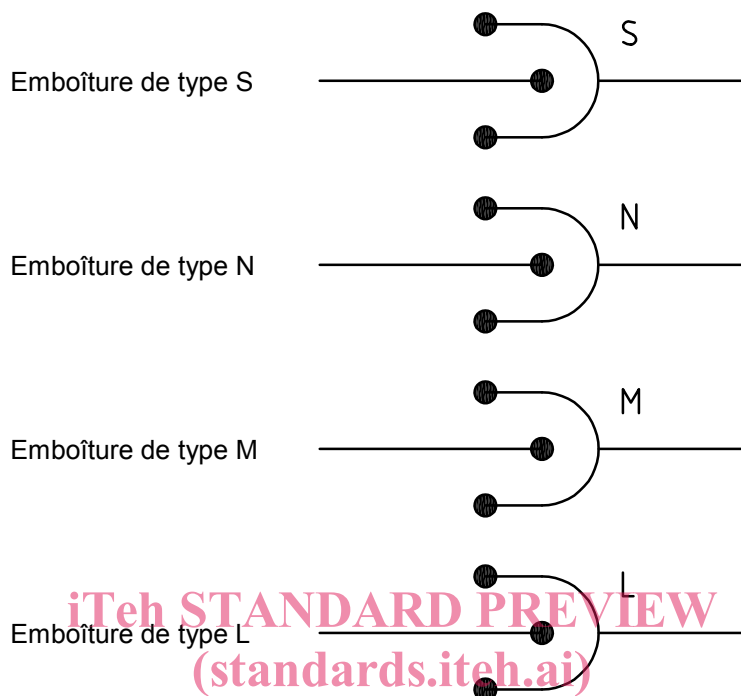 S
Emboîture de type S
N
Emboîture de type N
M
Emboîture de type M
L
iTeh STANDARD PREVIEW
Emboîture de type L
(standards.iteh.ai)